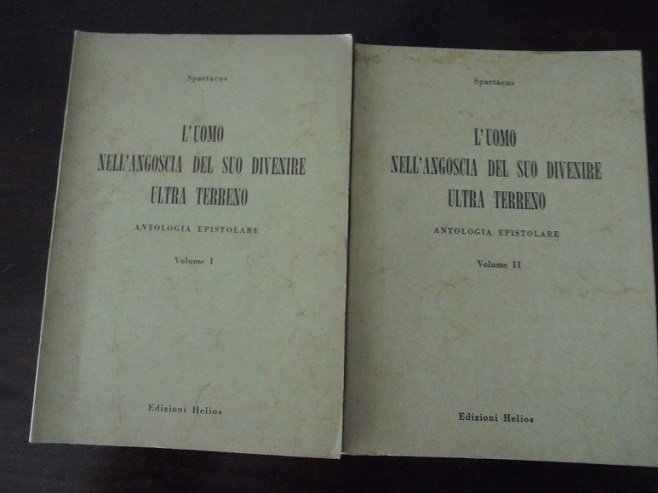 Spartacus
L'UOMO
NELL'ANGOSCIA DEL SUO DIVENIRE
ULTRA TERRENO
ANTOLOGIA EPISTOLARE
Volume I
Edizioni Helios
Spartacus
L'UOMO
NELL'ANGOSCIA DEL SUO DIVENIRE
ULTRA TERRENO
ANTOLOGIA EPISTOLARE
Volume II
Edizioni Helios